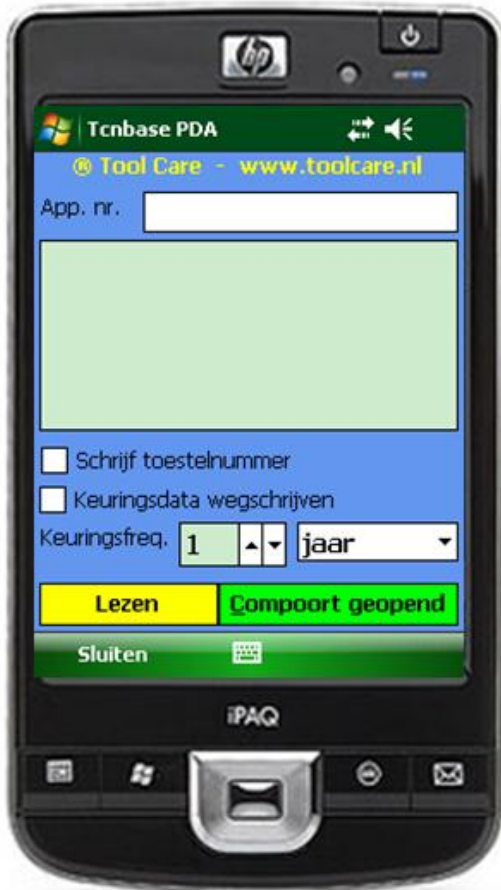 hp
Tcnbase PDA
® Tool Care - www.toolcare.nl
App. nr.
Schrijf toestelnummer
Keuringsdata wegschrijven
Keuringsfreq. 1 jaar
Lezen Compoort geopend
Sluiten
iPAQ